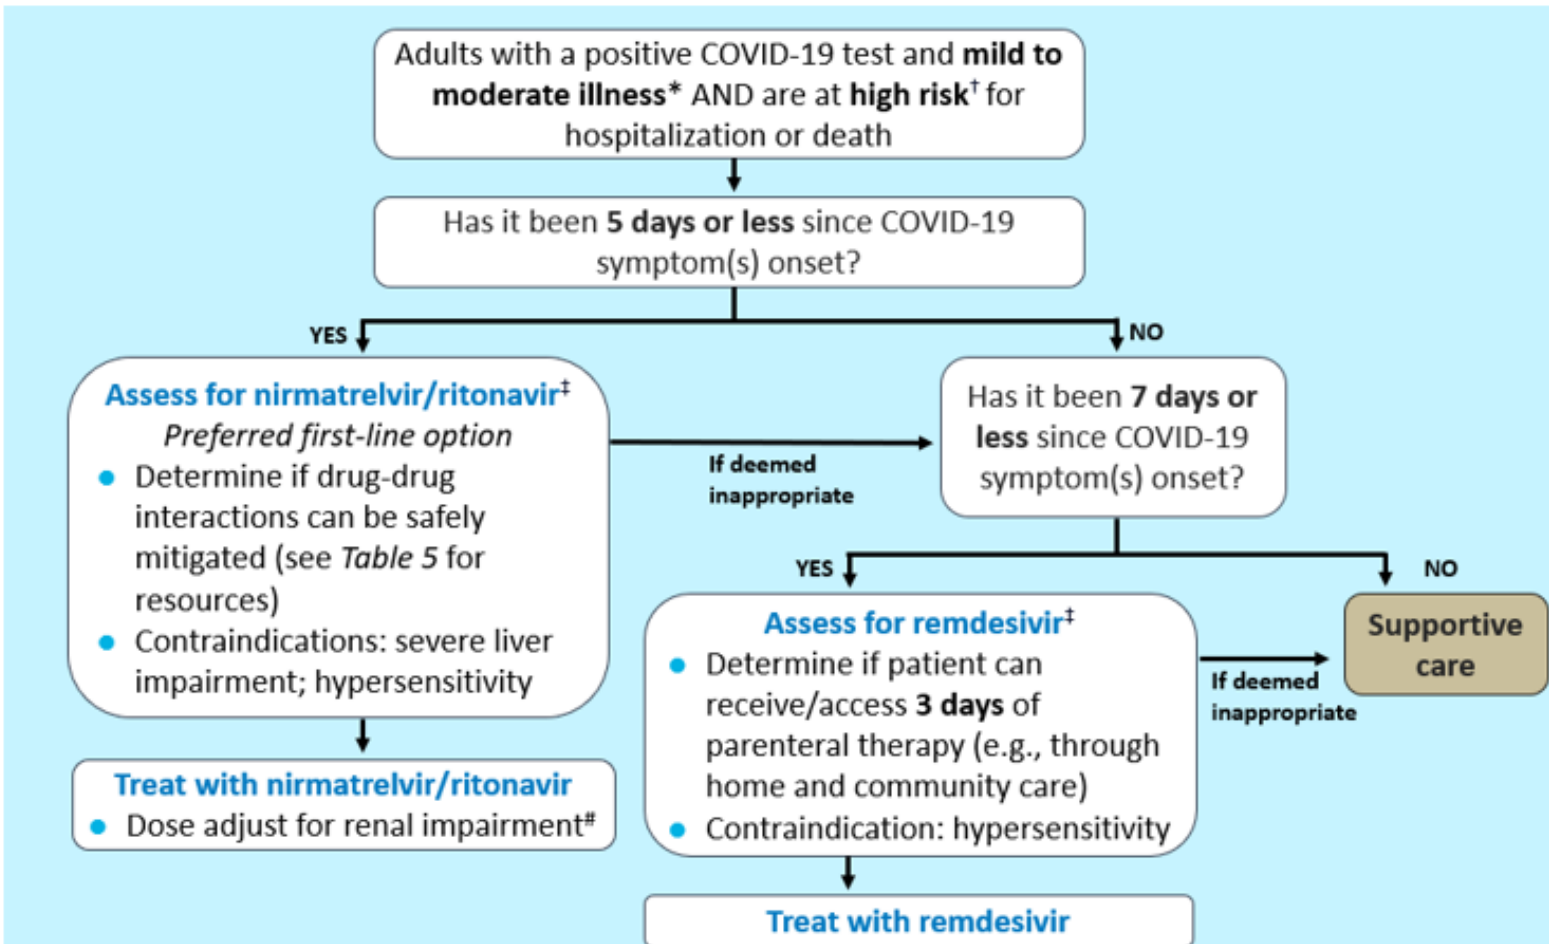 Adults with a positive COVID-19 test and mild to
moderate illness* AND are at high risk† for
hospitalization or death
Has it been 5 days or less since COVID-19
symptom(s) onset?
YES
NO
Assess for nirmatrelvir/ritonavir‡
Preferred first-line option
● Determine if drug-drug
interactions can be safely
mitigated (see Table 5 for
resources)
● Contraindications: severe liver
impairment; hypersensitivity
If deemed
inappropriate
Has it been 7 days or
less since COVID-19
symptom(s) onset?
YES
NO
Treat with nirmatrelvir/ritonavir
● Dose adjust for renal impairment#
Assess for remdesivir‡
● Determine if patient can
receive/access 3 days of
parenteral therapy (e.g., through
home and community care)
● Contraindication: hypersensitivity
If deemed
inappropriate
Supportive
care
Treat with remdesivir